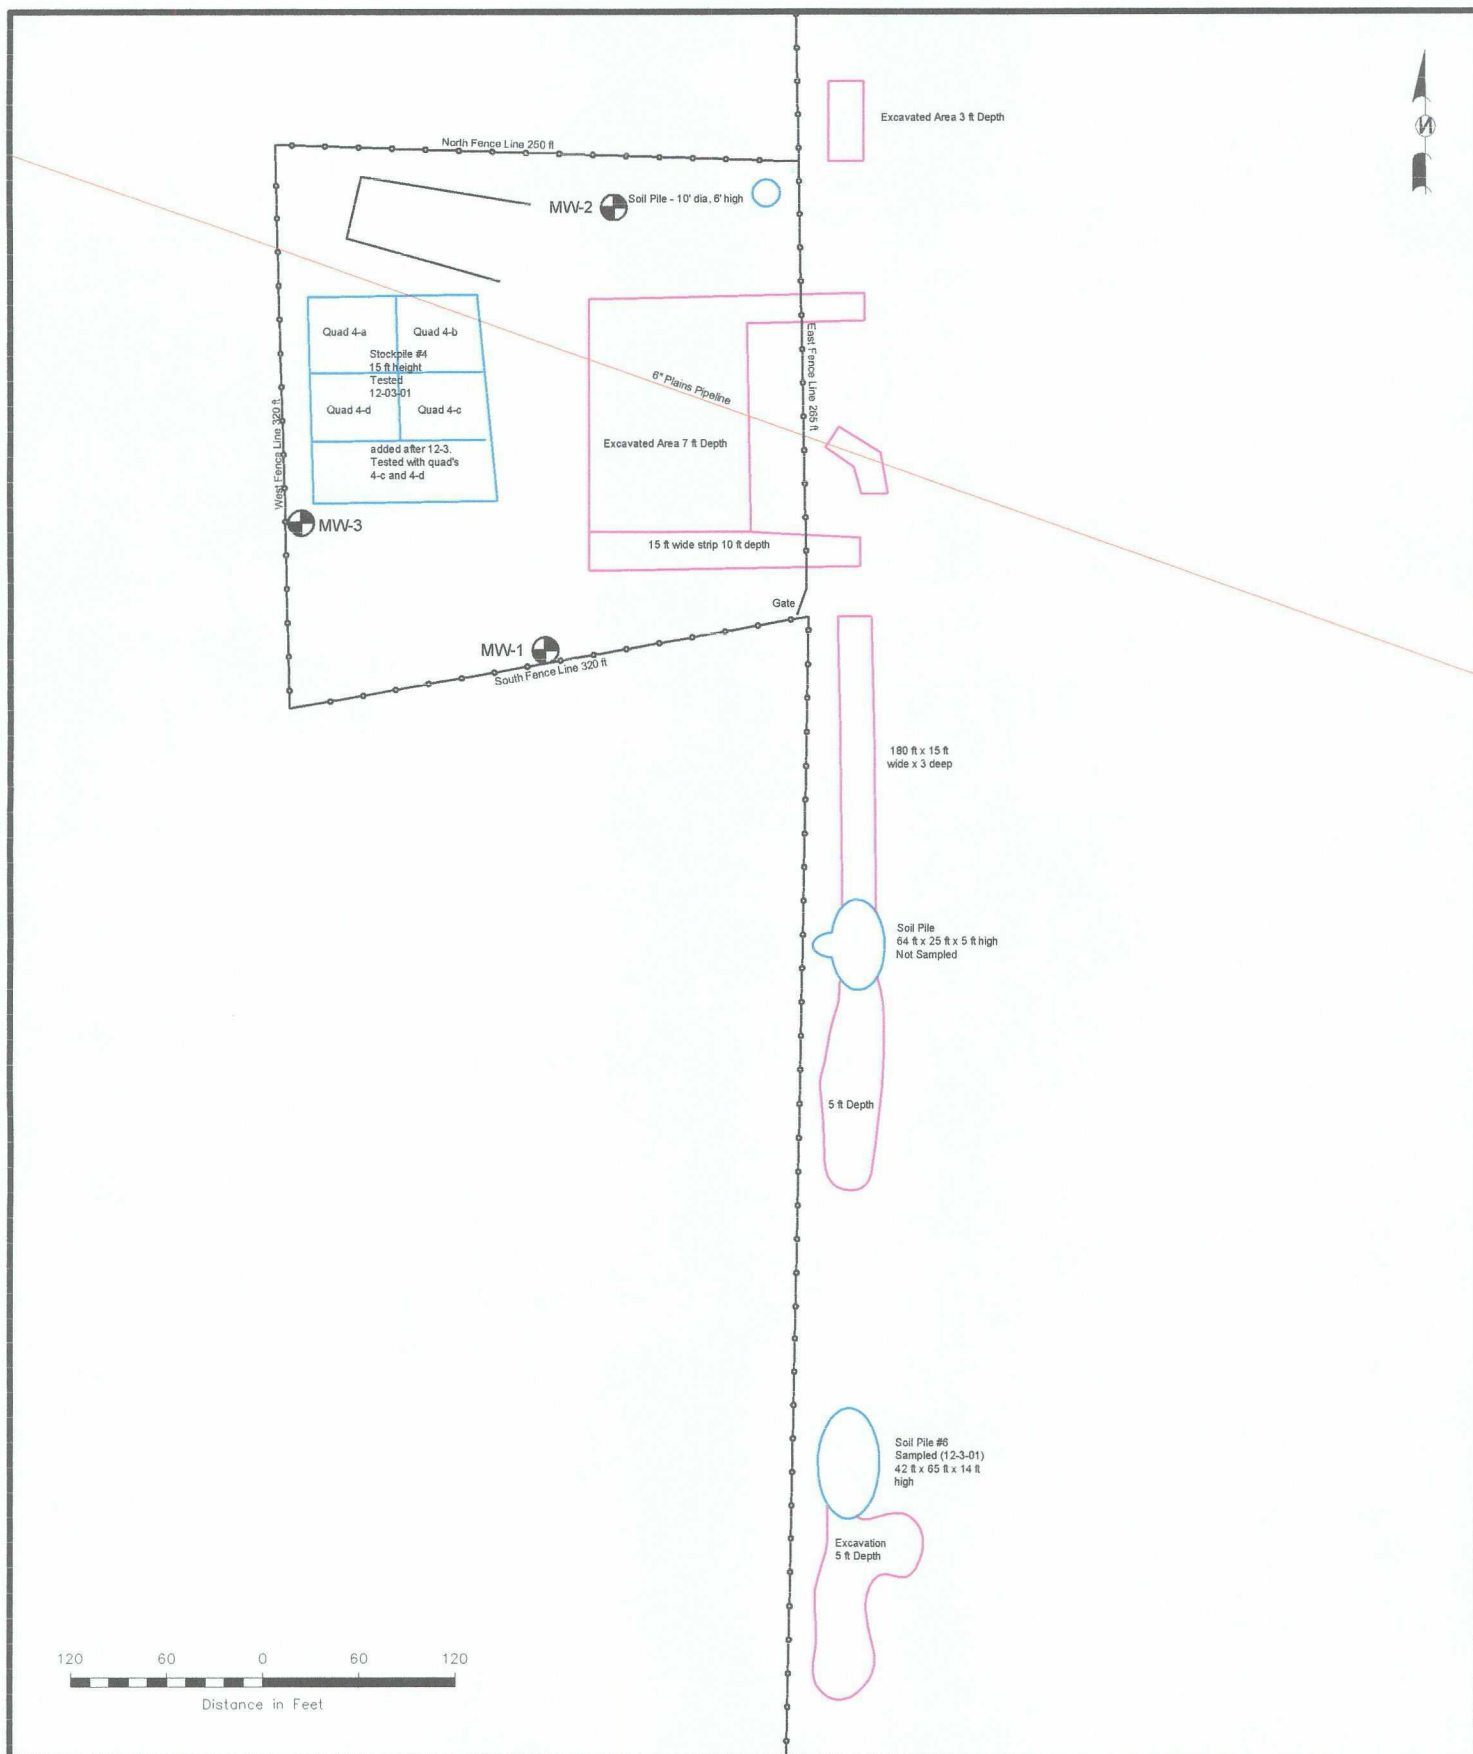 Excavated Area 3 ft Depth
N
North Fence Line 250 ft
MW-2
Soil Pile - 10' dia, 6' high
Quad 4-a
Quad 4-b
Stockpile #4
15 ft height
Tested
12-03-01
Quad 4-d
Quad 4-c
added after 12-3.
Tested with quad's
4-c and 4-d
West Fence Line 320 ft
MW-3
6" Plains Pipeline
East Fence Line 265 ft
Excavated Area 7 ft Depth
15 ft wide strip 10 ft depth
Gate
MW-1
South Fence Line 320 ft
180 ft x 15 ft
wide x 3 deep
Soil Pile
64 ft x 25 ft x 5 ft high
Not Sampled
5 ft Depth
Soil Pile #6
Sampled (12-3-01)
42 ft x 65 ft x 14 ft
high
Excavation
5 ft Depth
120 60 0 60 120
Distance in Feet